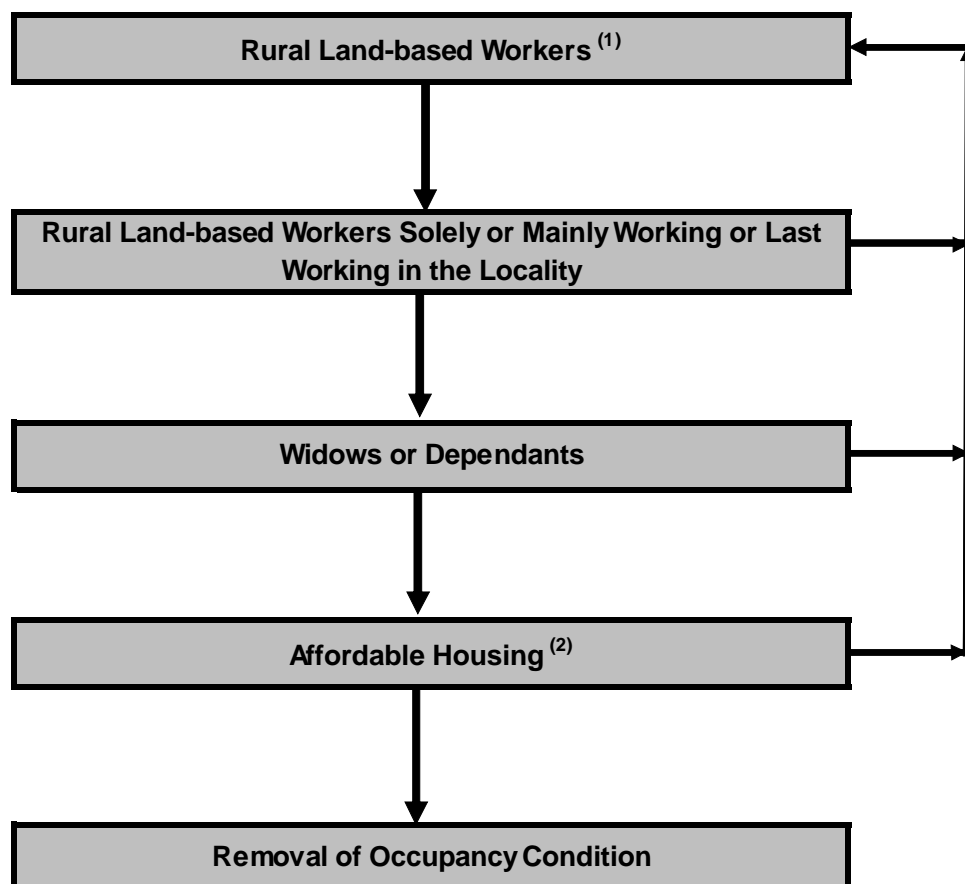 Rural Land-based Workers (1)
Rural Land-based Workers Solely or Mainly Working or Last
Working in the Locality
Widows or Dependants
Affordable Housing (2)
Removal of Occupancy Condition